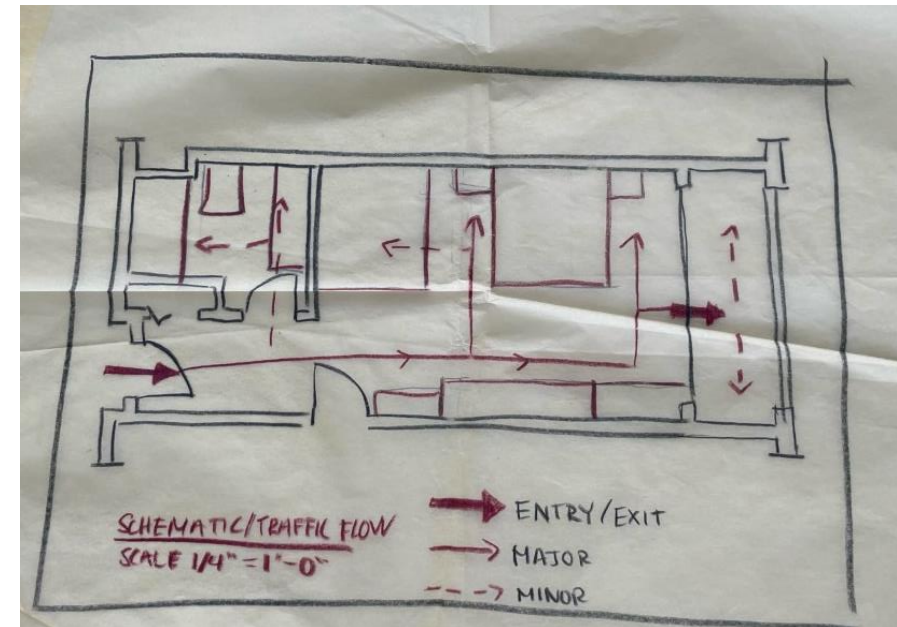 SCHEMATIC/TRAFFIC FLOW
SCALE 1/4" = 1'-0"
ENTRY/EXIT
MAJOR
MINOR